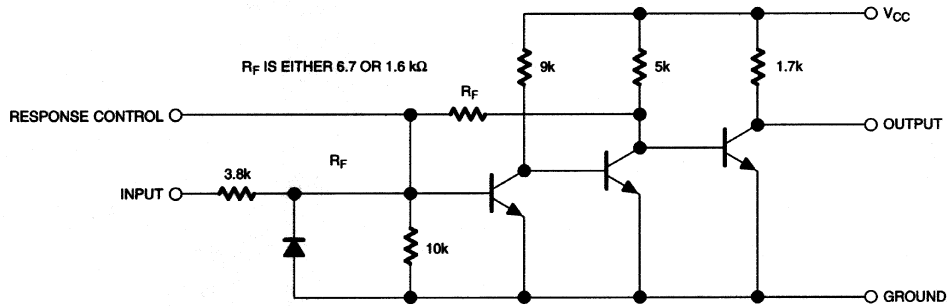 V_CC
R_F IS EITHER 6.7 OR 1.6 kΩ
9k
5k
1.7k
R_F
RESPONSE CONTROL
OUTPUT
R_F
3.8k
INPUT
10k
GROUND